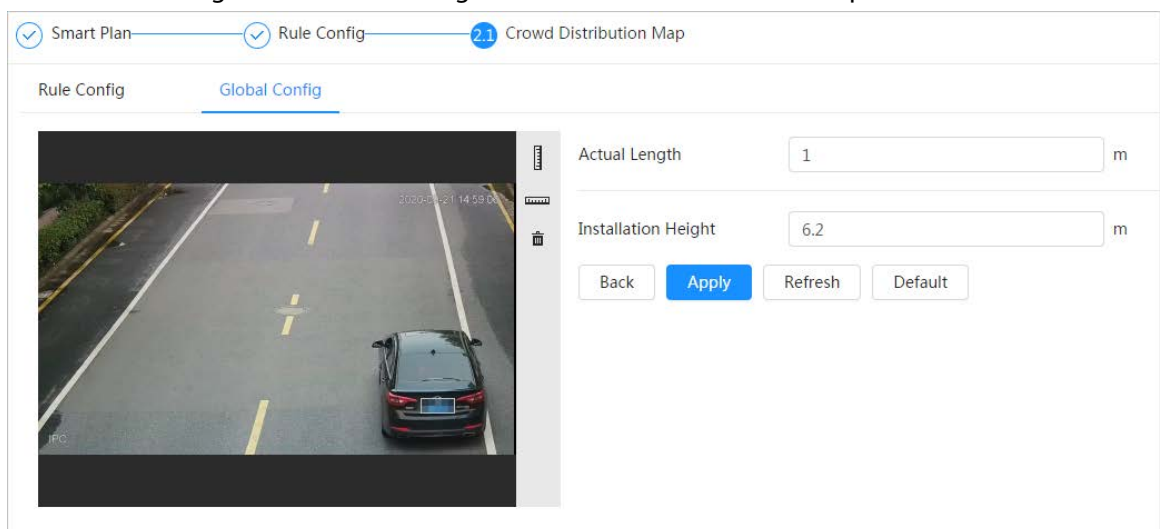 Smart Plan
Rule Config
2.1 Crowd Distribution Map
Rule Config
Global Config
Actual Length 1 m
Installation Height 6.2 m
Back Apply Refresh Default
IPC